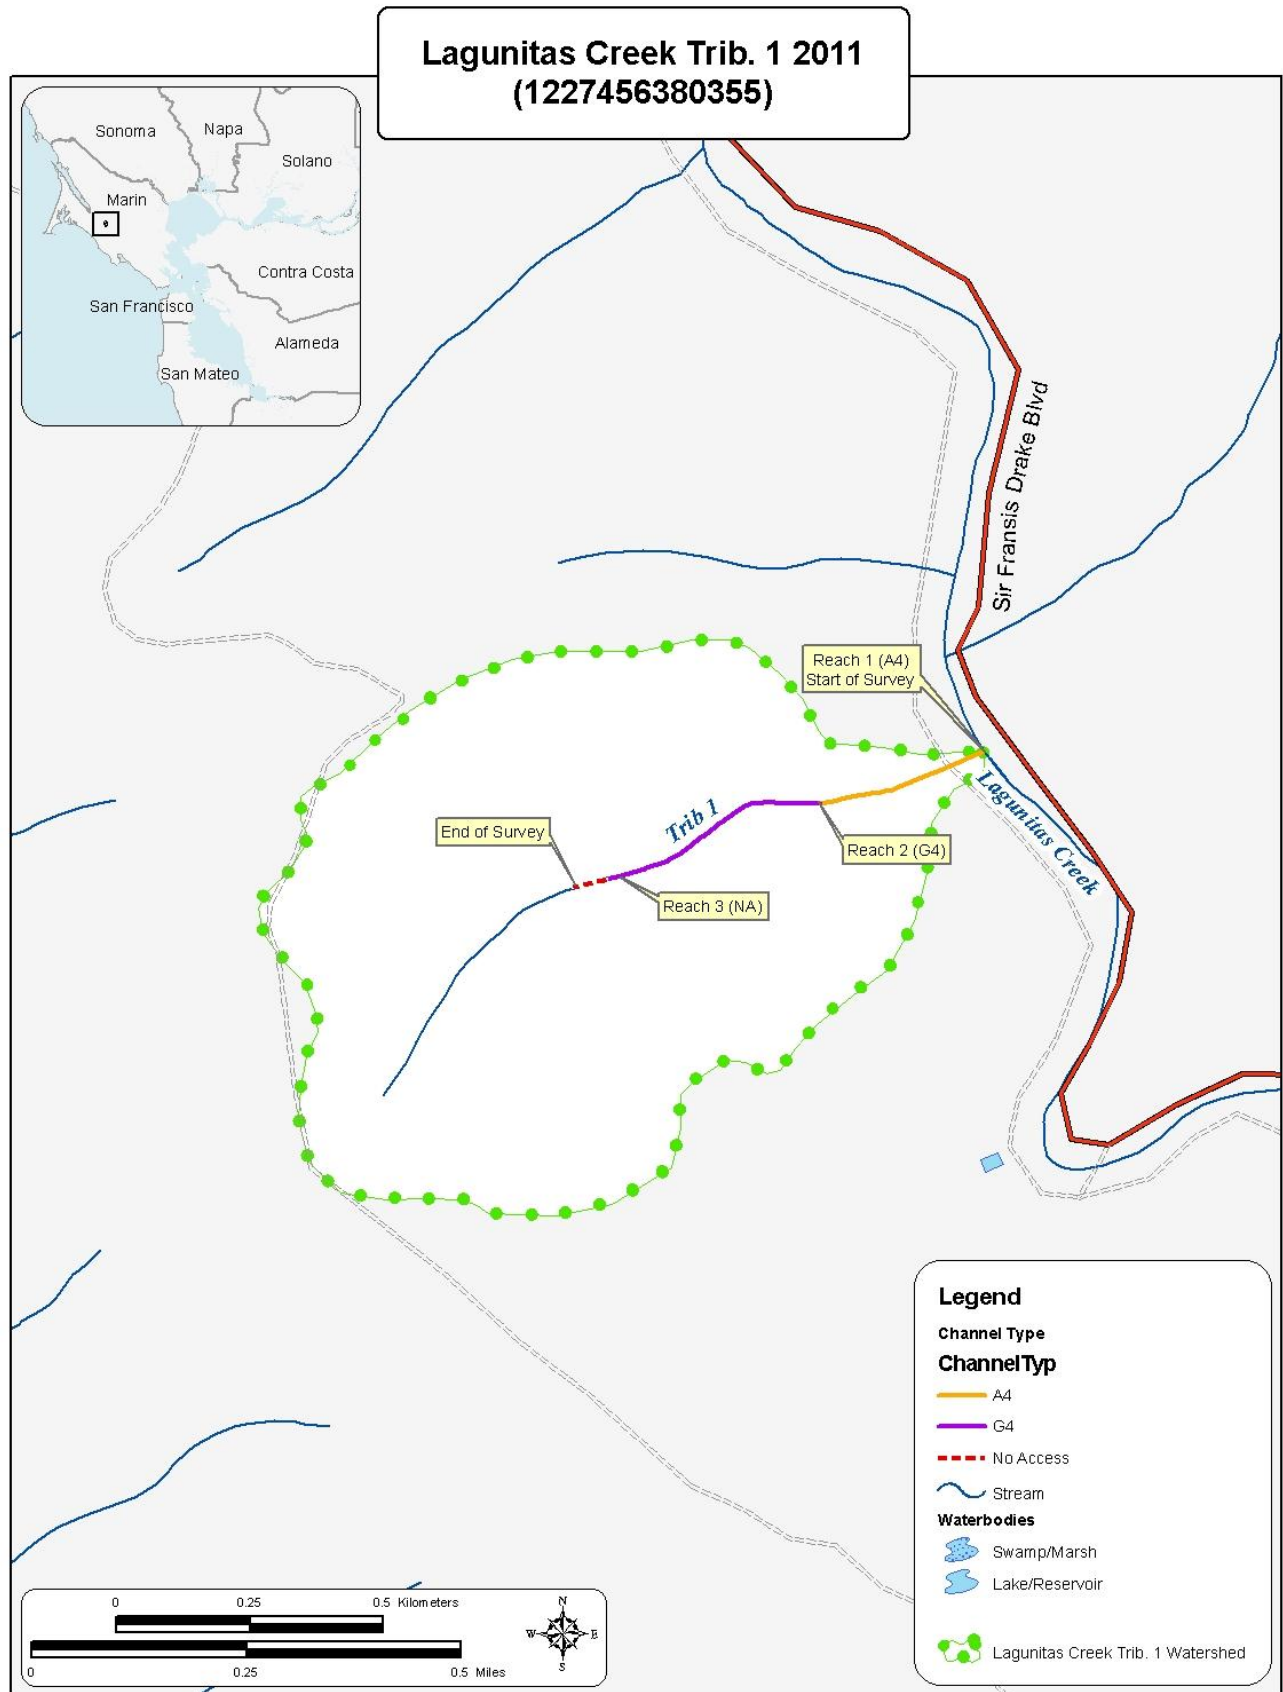 Lagunitas Creek Trib. 1 2011
(1227456380355)
Sonoma
Napa
Solano
Marin
Contra Costa
San Francisco
Alameda
San Mateo
Sir Fransis Drake Blvd
Reach 1 (A4)
Start of Survey
Lagunitas Creek
Trib 1
End of Survey
Reach 2 (G4)
Reach 3 (NA)
Legend
Channel Type
ChannelTyp
A4
G4
No Access
Stream
Waterbodies
Swamp/Marsh
Lake/Reservoir
Lagunitas Creek Trib. 1 Watershed
0 0.25 0.5 Kilometers
0 0.25 0.5 Miles
N
W E
S